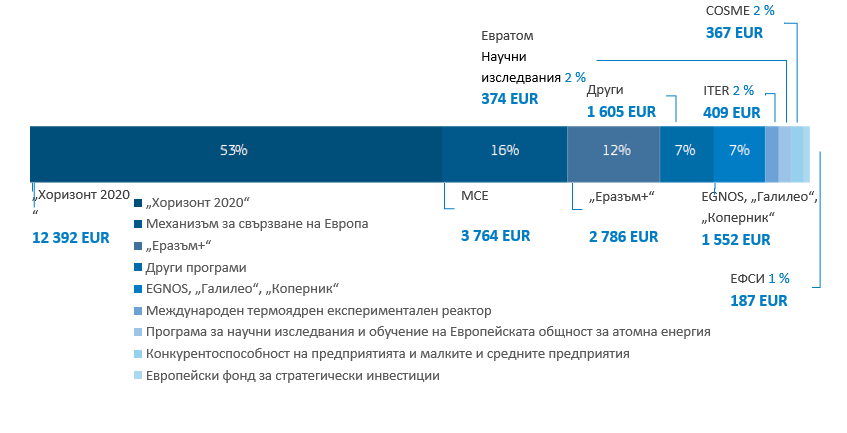 COSME 2 %
367 EUR
Евратом
Научни
изследвания 2 %
374 EUR
Други
1 605 EUR
ITER 2 %
409 EUR
53%
16%
12%
7%
7%
„Хоризонт 2020
“
12 392 EUR
МСЕ
3 764 EUR
„Еразъм+“
2 786 EUR
EGNOS, „Галилео“,
„Коперник“
1 552 EUR
ЕФСИ 1 %
187 EUR
„Хоризонт 2020“
Механизъм за свързване на Европа
„Еразъм+“
Други програми
EGNOS, „Галилео“, „Коперник“
Международен термоядрен експериментален реактор
Програма за научни изследвания и обучение на Европейската общност за атомна енергия
Конкурентоспособност на предприятията и малките и средните предприятия
Европейски фонд за стратегически инвестиции